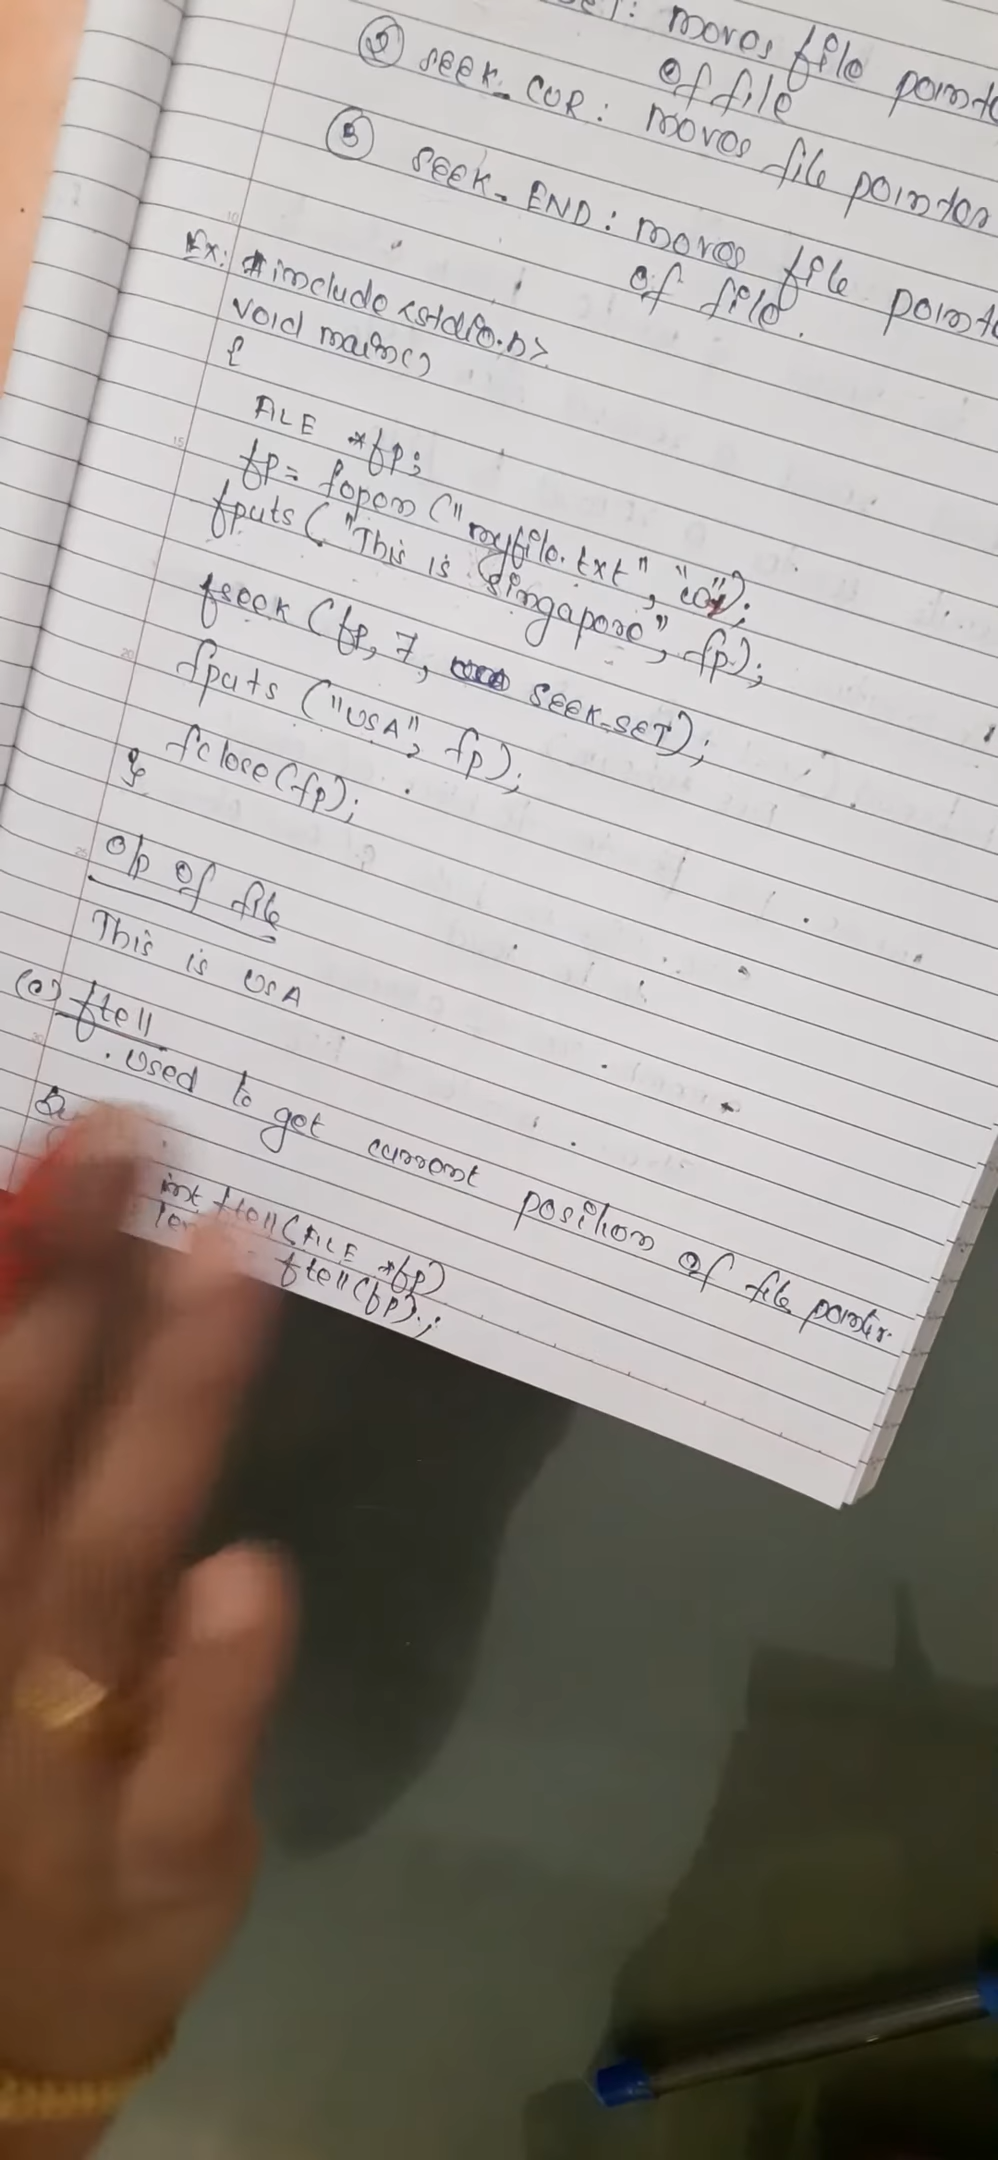 : moves file
of file
② SEEK_CUR: moves file pointer
③ SEEK_END: moves file
of file.
Ex: #include <stdio.h>
void main()
{
FILE *fp;
fp= fopen ("myfile.txt", "w");
fputs ("This is Singapore", fp);
fseek (fp, 7, SEEK_SET);
fputs ("USA", fp);
fclose(fp);
}
o/p of file
This is USA
ftell
. Used to get current position of file pointer.
int ftell(FILE *fp)
ftell(fp);